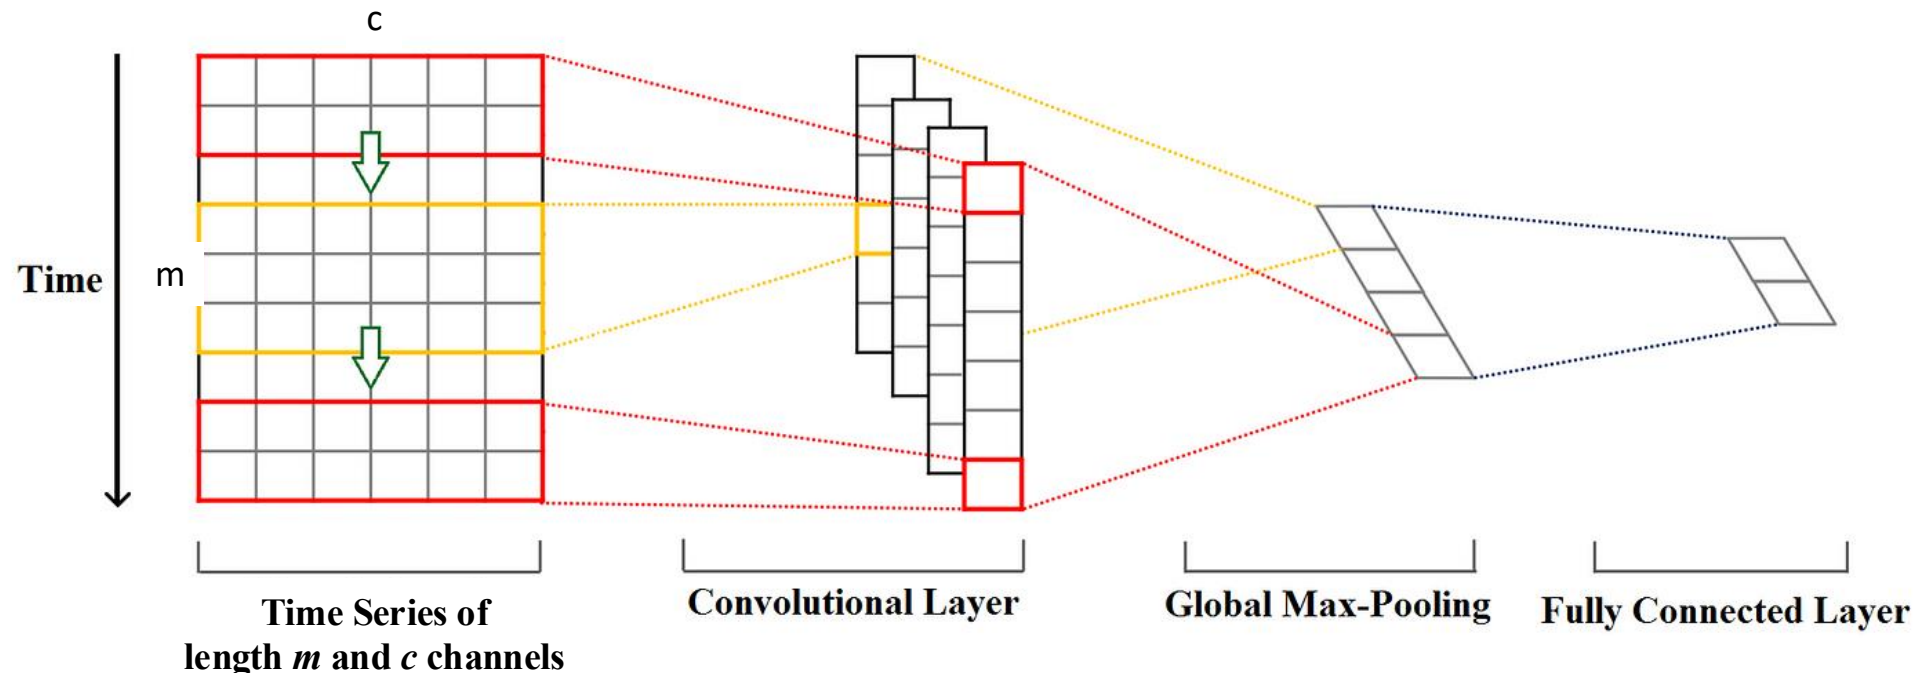 c
Time
m
Time Series of
length m and c channels
Convolutional Layer
Global Max-Pooling
Fully Connected Layer